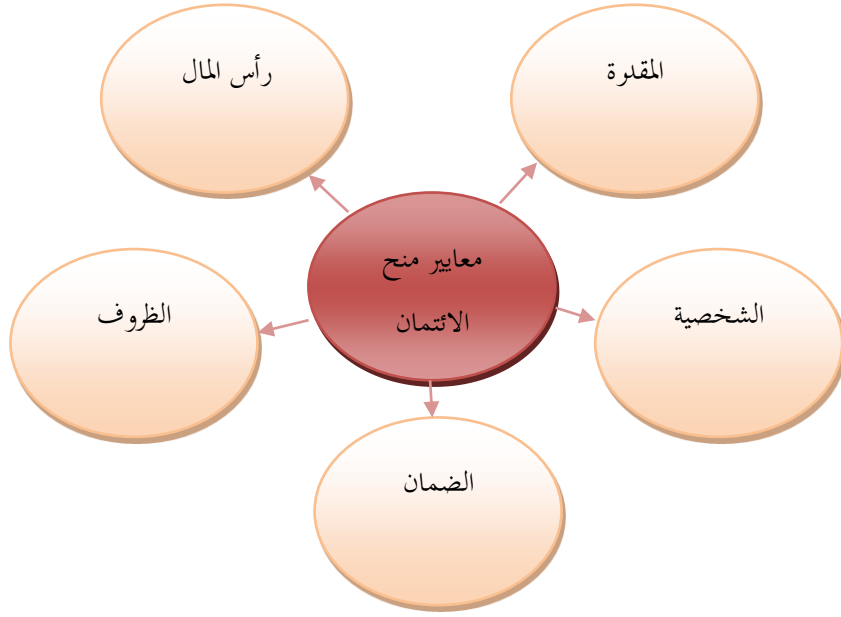 المقدرة
رأس المال
معايير منح
الائتمان
الشخصية
الظروف
الضمان